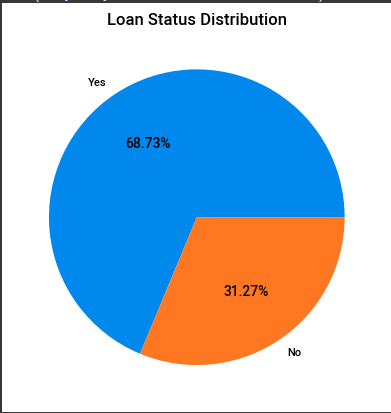 Loan Status Distribution
Yes
68.73%
31.27%
No